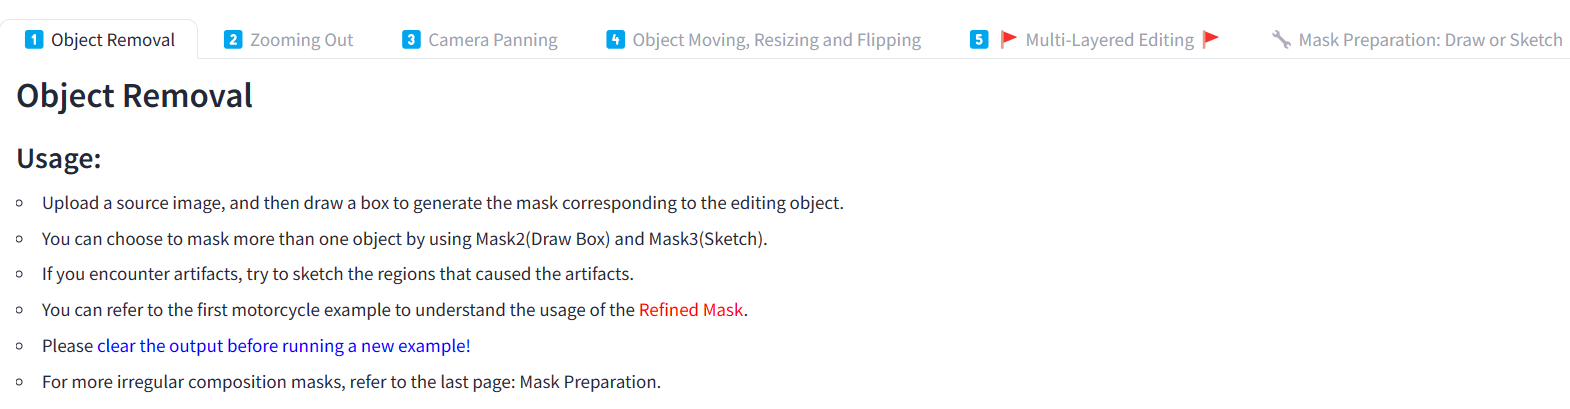 1 Object Removal 2 Zooming Out 3 Camera Panning 4 Object Moving, Resizing and Flipping 5 🚩 Multi-Layered Editing 🚩 🔧 Mask Preparation: Draw or Sketch
Object Removal
Usage:
Upload a source image, and then draw a box to generate the mask corresponding to the editing object.
You can choose to mask more than one object by using Mask2(Draw Box) and Mask3(Sketch).
If you encounter artifacts, try to sketch the regions that caused the artifacts.
You can refer to the first motorcycle example to understand the usage of the Refined Mask.
Please clear the output before running a new example!
For more irregular composition masks, refer to the last page: Mask Preparation.